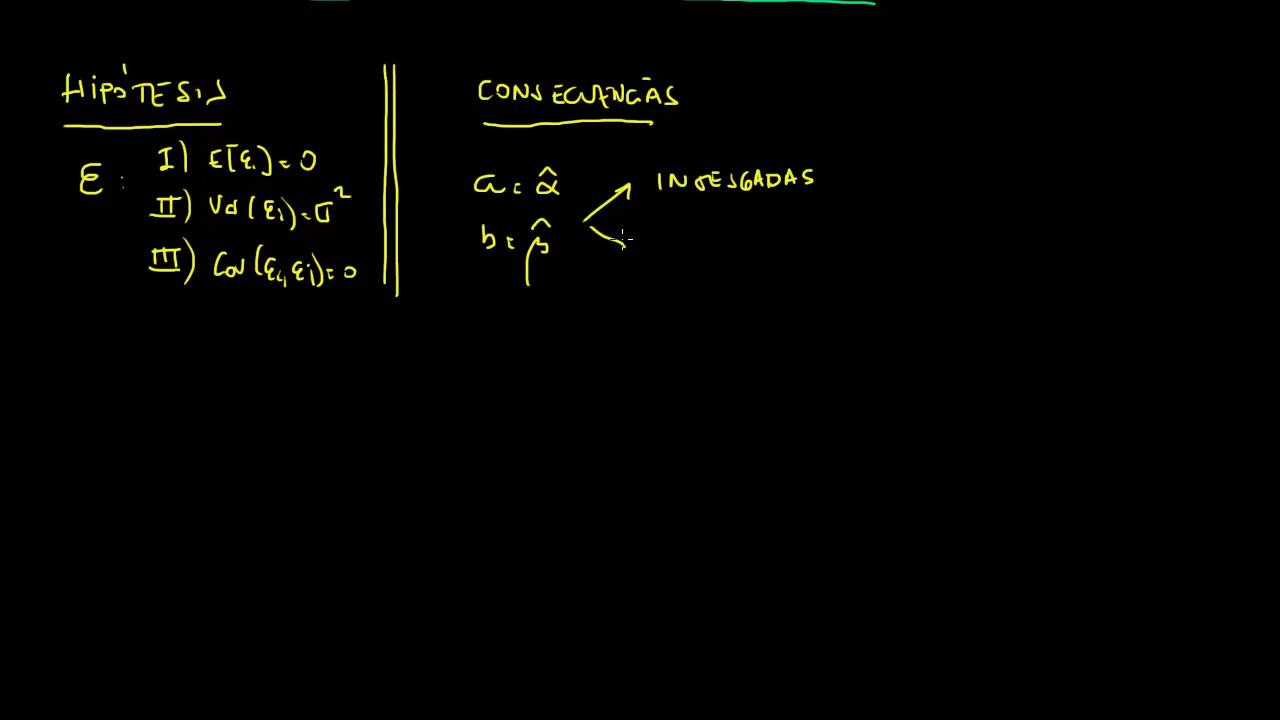 HIPÓTESIS
ε: I) E[εi] = 0
II) Var(εi) = σ²
III) Cov(εi, εj) = 0
CONSECUENCIAS
a = α̂ INSESGADAS
b = β̂